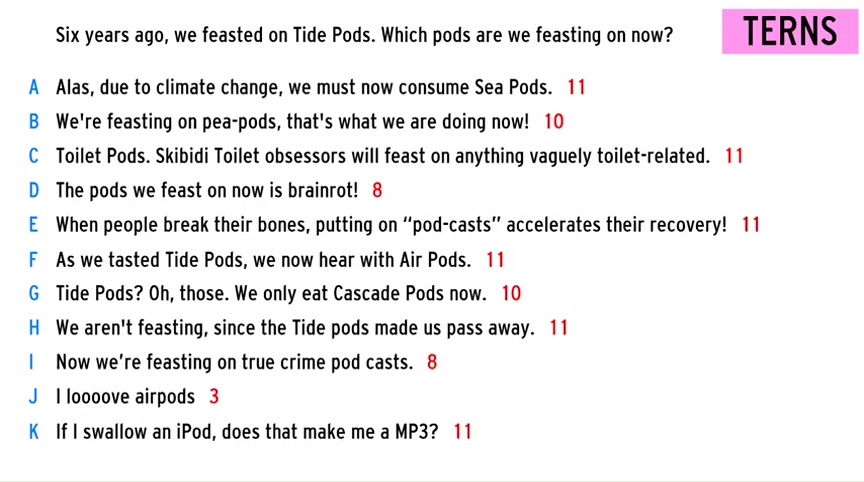 Six years ago, we feasted on Tide Pods. Which pods are we feasting on now?
TERNS
A Alas, due to climate change, we must now consume Sea Pods. 11
B We're feasting on pea-pods, that's what we are doing now! 10
C Toilet Pods. Skibidi Toilet obsessors will feast on anything vaguely toilet-related. 11
D The pods we feast on now is brainrot! 8
E When people break their bones, putting on “pod-casts” accelerates their recovery! 11
F As we tasted Tide Pods, we now hear with Air Pods. 11
G Tide Pods? Oh, those. We only eat Cascade Pods now. 10
H We aren't feasting, since the Tide pods made us pass away. 11
I Now we’re feasting on true crime pod casts. 8
J I loooove airpods 3
K If I swallow an iPod, does that make me a MP3? 11